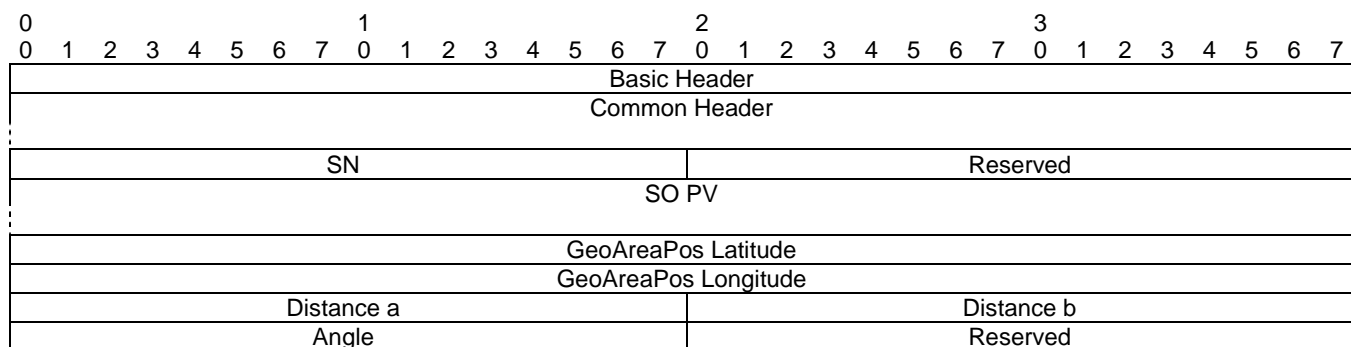 0 1 2 3
0 1 2 3 4 5 6 7 0 1 2 3 4 5 6 7 0 1 2 3 4 5 6 7 0 1 2 3 4 5 6 7
Basic Header
Common Header
SN Reserved
SO PV
GeoAreaPos Latitude
GeoAreaPos Longitude
Distance a Distance b
Angle Reserved